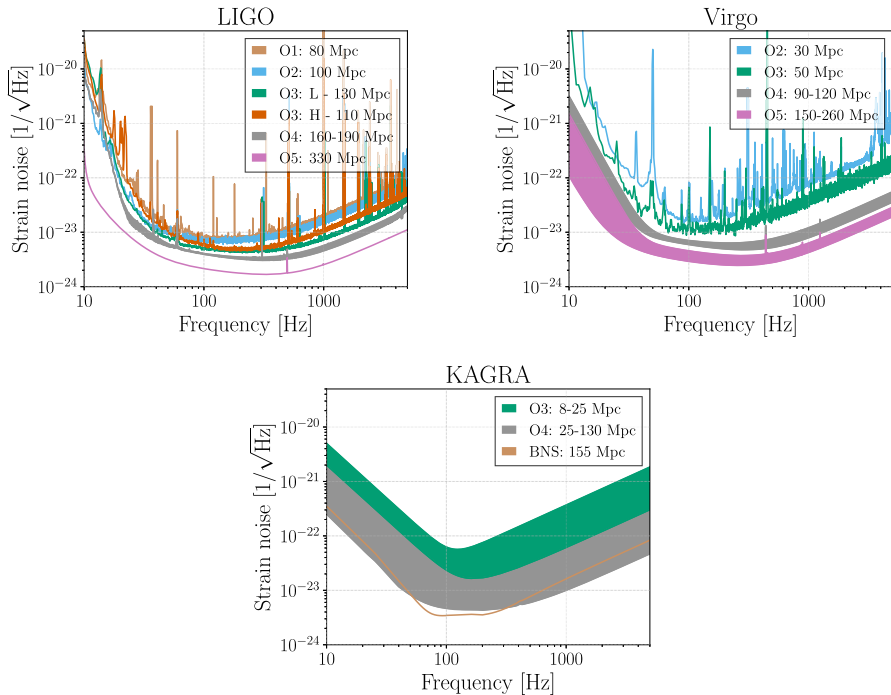 LIGO
Strain noise [1/√Hz]
10⁻²⁰
10⁻²¹
10⁻²²
10⁻²³
10⁻²⁴
O1: 80 Mpc
O2: 100 Mpc
O3: L - 130 Mpc
O3: H - 110 Mpc
O4: 160-190 Mpc
O5: 330 Mpc
10 100 1000
Frequency [Hz]
Virgo
Strain noise [1/√Hz]
10⁻²⁰
10⁻²¹
10⁻²²
10⁻²³
10⁻²⁴
O2: 30 Mpc
O3: 50 Mpc
O4: 90-120 Mpc
O5: 150-260 Mpc
10 100 1000
Frequency [Hz]
KAGRA
Strain noise [1/√Hz]
10⁻²⁰
10⁻²¹
10⁻²²
10⁻²³
10⁻²⁴
O3: 8-25 Mpc
O4: 25-130 Mpc
BNS: 155 Mpc
10 100 1000
Frequency [Hz]